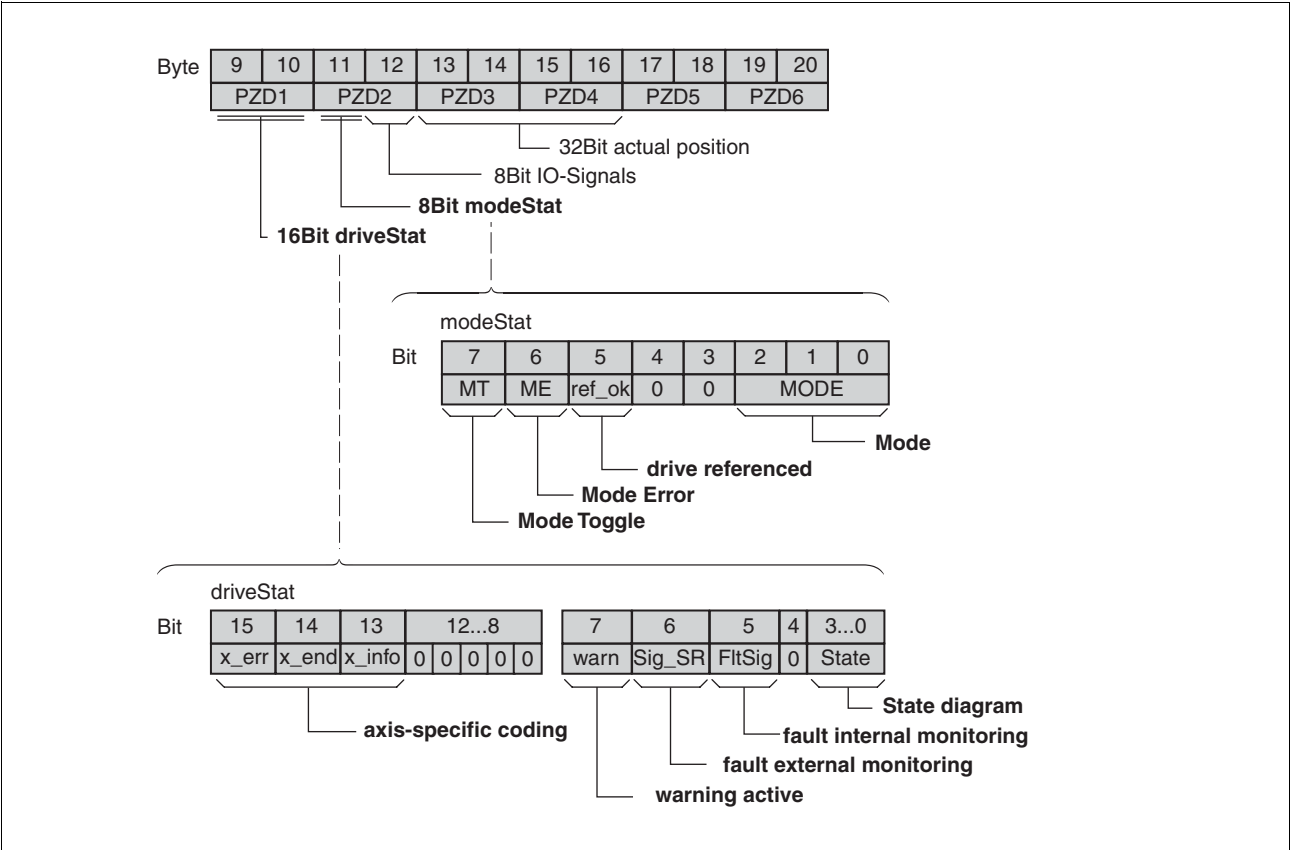 Byte 9 10 11 12 13 14 15 16 17 18 19 20
PZD1 PZD2 PZD3 PZD4 PZD5 PZD6
32Bit actual position
8Bit IO-Signals
8Bit modeStat
16Bit driveStat
modeStat
Bit 7 6 5 4 3 2 1 0
MT ME ref_ok 0 0 MODE
Mode
drive referenced
Mode Error
Mode Toggle
driveStat
Bit 15 14 13 12...8 7 6 5 4 3...0
x_err x_end x_info 0 0 0 0 0 warn Sig_SR FltSig 0 State
State diagram
axis-specific coding
fault internal monitoring
fault external monitoring
warning active